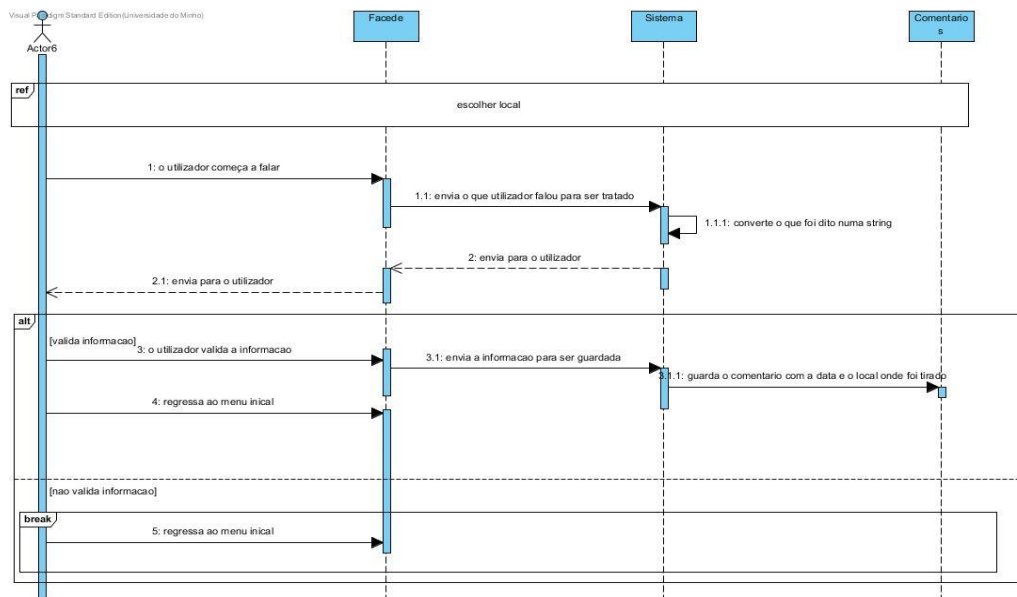 Visual Paradigm Standard Edition(Universidade do Minho)
Facede
Sistema
Comentario
s
Actor6
ref
escolher local
1: o utilizador começa a falar
1.1: envia o que utilizador falou para ser tratado
1.1.1: converte o que foi dito numa string
2: envia para o utilizador
2.1: envia para o utilizador
alt
[valida informacao]
3: o utilizador valida a informacao
3.1: envia a informacao para ser guardada
3.1.1: guarda o comentario com a data e o local onde foi tirado
4: regressa ao menu inical
[nao valida informacao]
break
5: regressa ao menu inical